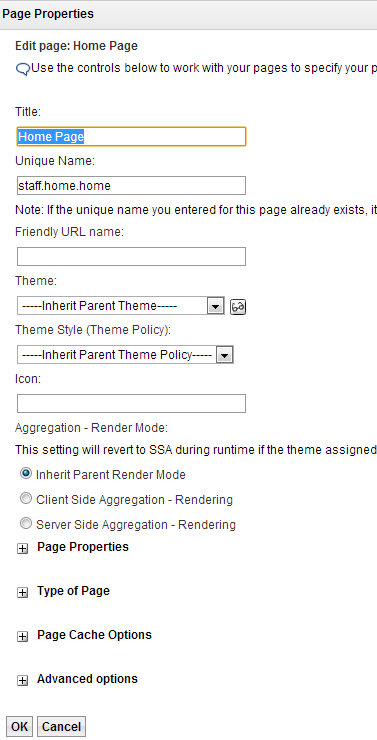 Page Properties
Edit page: Home Page
Use the controls below to work with your pages to specify your p
Title:
Home Page
Unique Name:
staff.home.home
Note: If the unique name you entered for this page already exists, it
Friendly URL name:
Theme:
-----Inherit Parent Theme-----
Theme Style (Theme Policy):
-----Inherit Parent Theme Policy-----
Icon:
Aggregation - Render Mode:
This setting will revert to SSA during runtime if the theme assigned
Inherit Parent Render Mode
Client Side Aggregation - Rendering
Server Side Aggregation - Rendering
Page Properties
Type of Page
Page Cache Options
Advanced options
OK Cancel